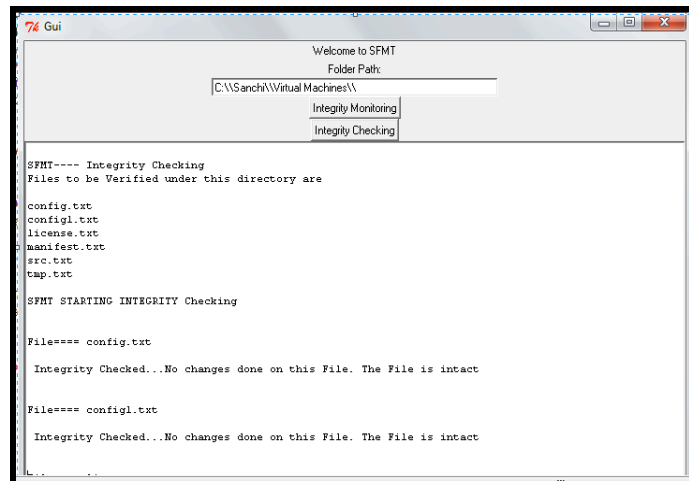 Gui
Welcome to SFMT
Folder Path:
C:\\Sanchi\\Virtual Machines\\
Integrity Monitoring
Integrity Checking
SFMT---- Integrity Checking
Files to be Verified under this directory are
config.txt
config1.txt
license.txt
manifest.txt
src.txt
tmp.txt
SFMT STARTING INTEGRITY Checking
File==== config.txt
Integrity Checked...No changes done on this File. The File is intact
File==== config1.txt
Integrity Checked...No changes done on this File. The File is intact